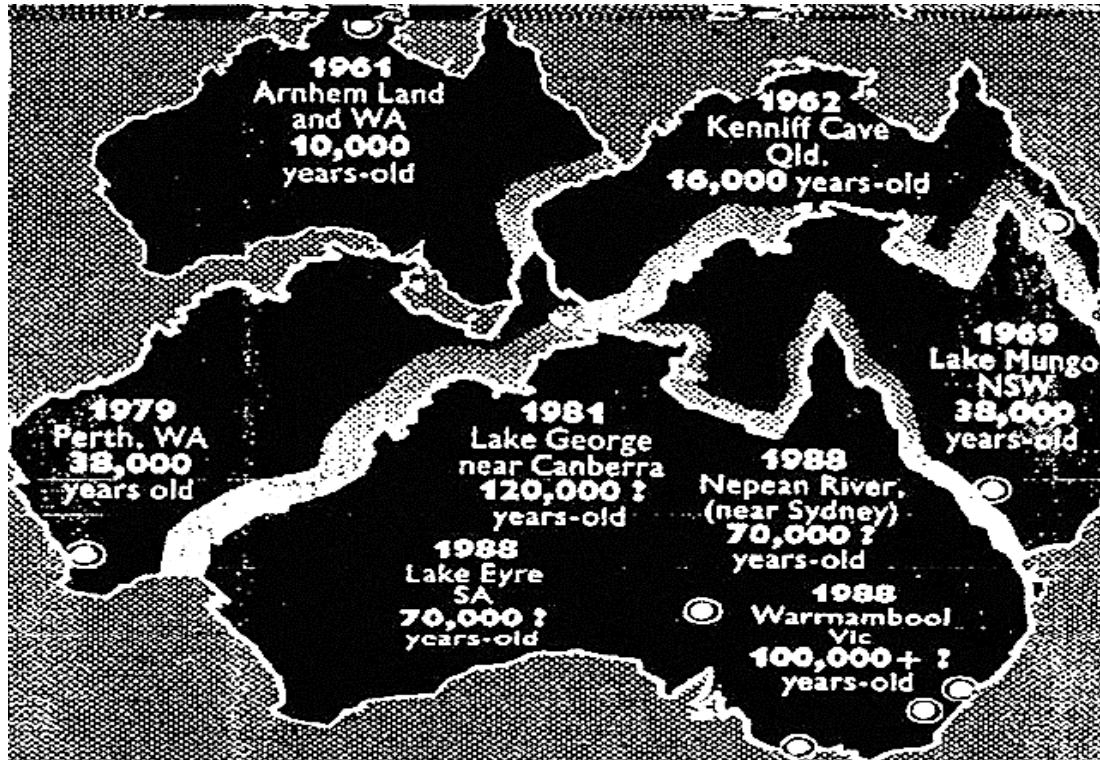 1961
Arnhem Land
and WA
10,000
years-old
1962
Kenniff Cave
Qld.
16,000 years-old
1969
Lake Mungo
NSW
38,000
years-old
1979
Perth, WA
38,000
years old
1981
Lake George
near Canberra
120,000 ?
years-old
1988
Nepean River,
(near Sydney)
70,000 ?
years-old
1988
Lake Eyre
SA
70,000 ?
years-old
1988
Warrnambool
Vic
100,000+ ?
years-old